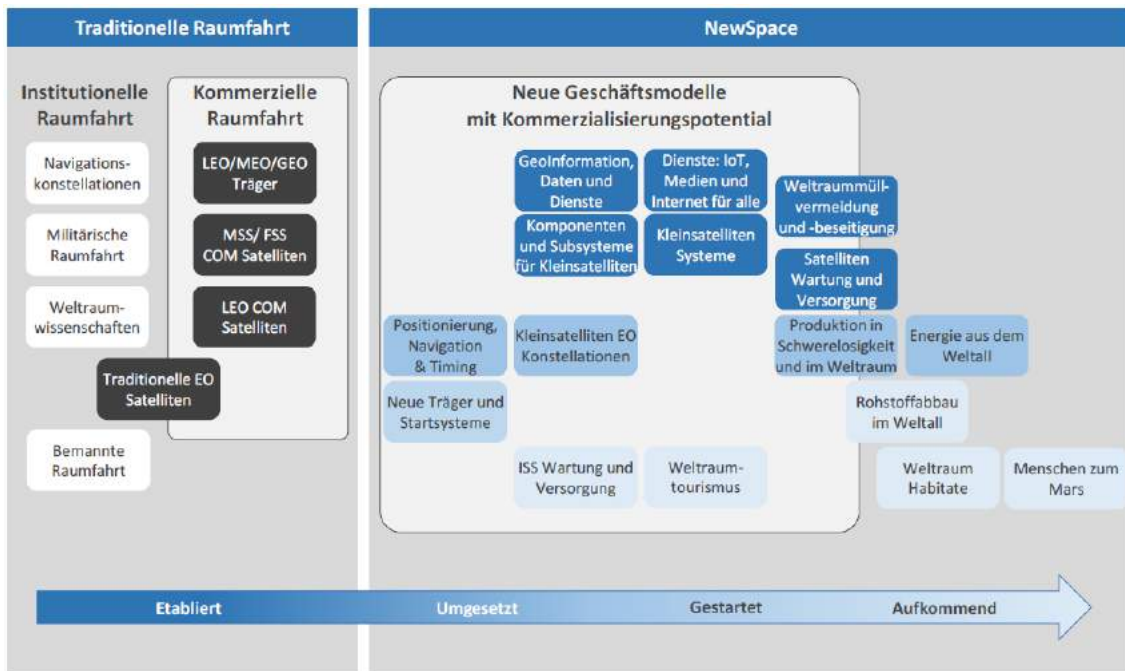 Traditionelle Raumfahrt
NewSpace
Institutionelle
Raumfahrt
Kommerzielle
Raumfahrt
Neue Geschäftsmodelle
mit Kommerzialisierungspotential
Navigations-
konstellationen
Militärische
Raumfahrt
Weltraum-
wissenschaften
LEO/MEO/GEO
Träger
MSS/ FSS
COM Satelliten
LEO COM
Satelliten
Traditionelle EO
Satelliten
Bemannte
Raumfahrt
GeoInformation,
Daten und
Dienste
Dienste: IoT,
Medien und
Internet für alle
Weltraummüll-
vermeidung
und -beseitigung
Komponenten
und Subsysteme
für Kleinsatelliten
Kleinsatelliten
Systeme
Satelliten
Wartung und
Versorgung
Positionierung,
Navigation
& Timing
Kleinsatelliten EO
Konstellationen
Produktion in
Schwerelosigkeit
und im Weltraum
Energie aus dem
Weltall
Neue Träger und
Startsysteme
Rohstoffabbau
im Weltall
ISS Wartung und
Versorgung
Weltraum-
tourismus
Weltraum
Habitate
Menschen zum
Mars
Etabliert
Umgesetzt
Gestartet
Aufkommend